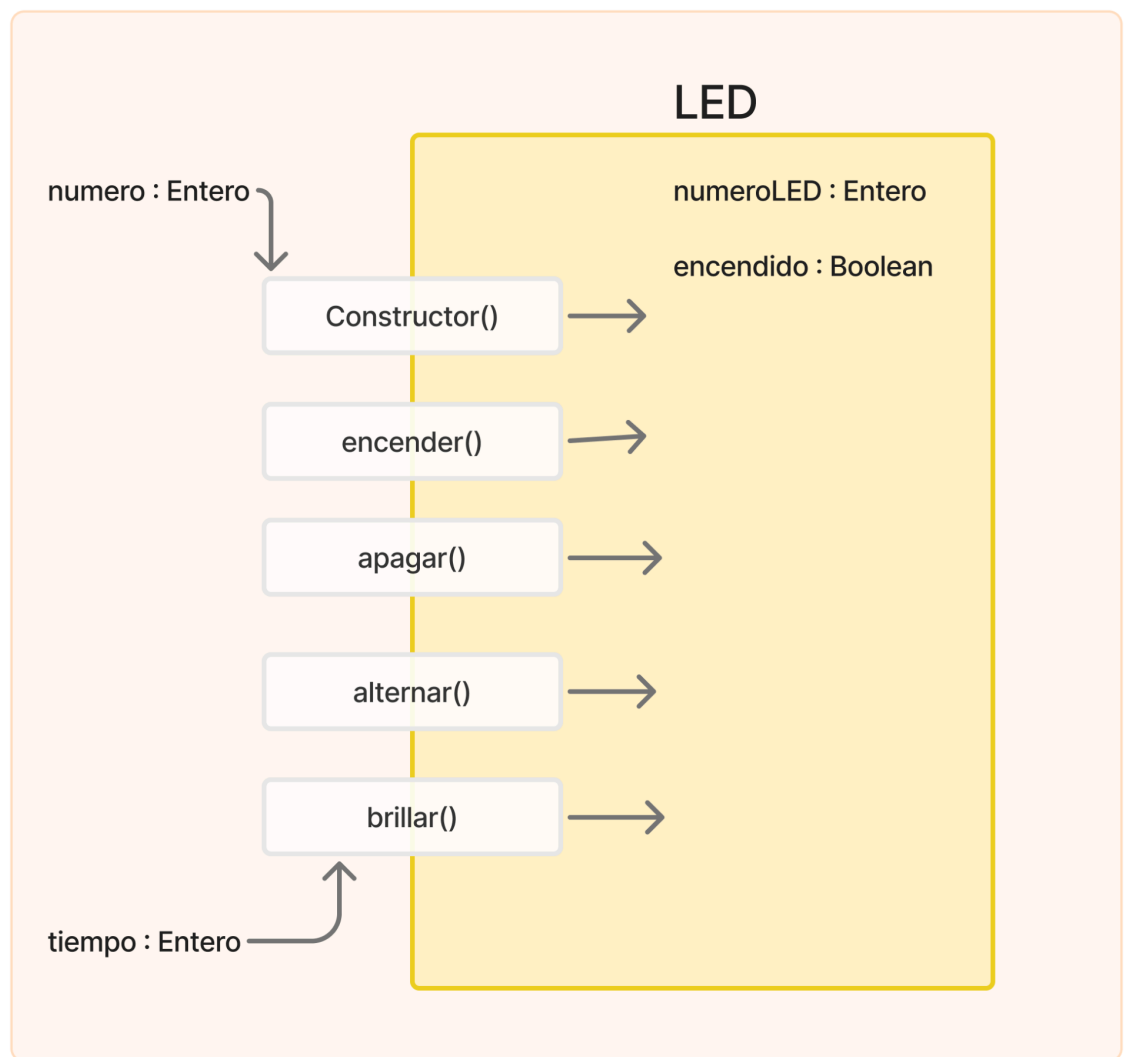 LED
numero : Entero
numeroLED : Entero
encendido : Boolean
Constructor()
encender()
apagar()
alternar()
brillar()
tiempo : Entero